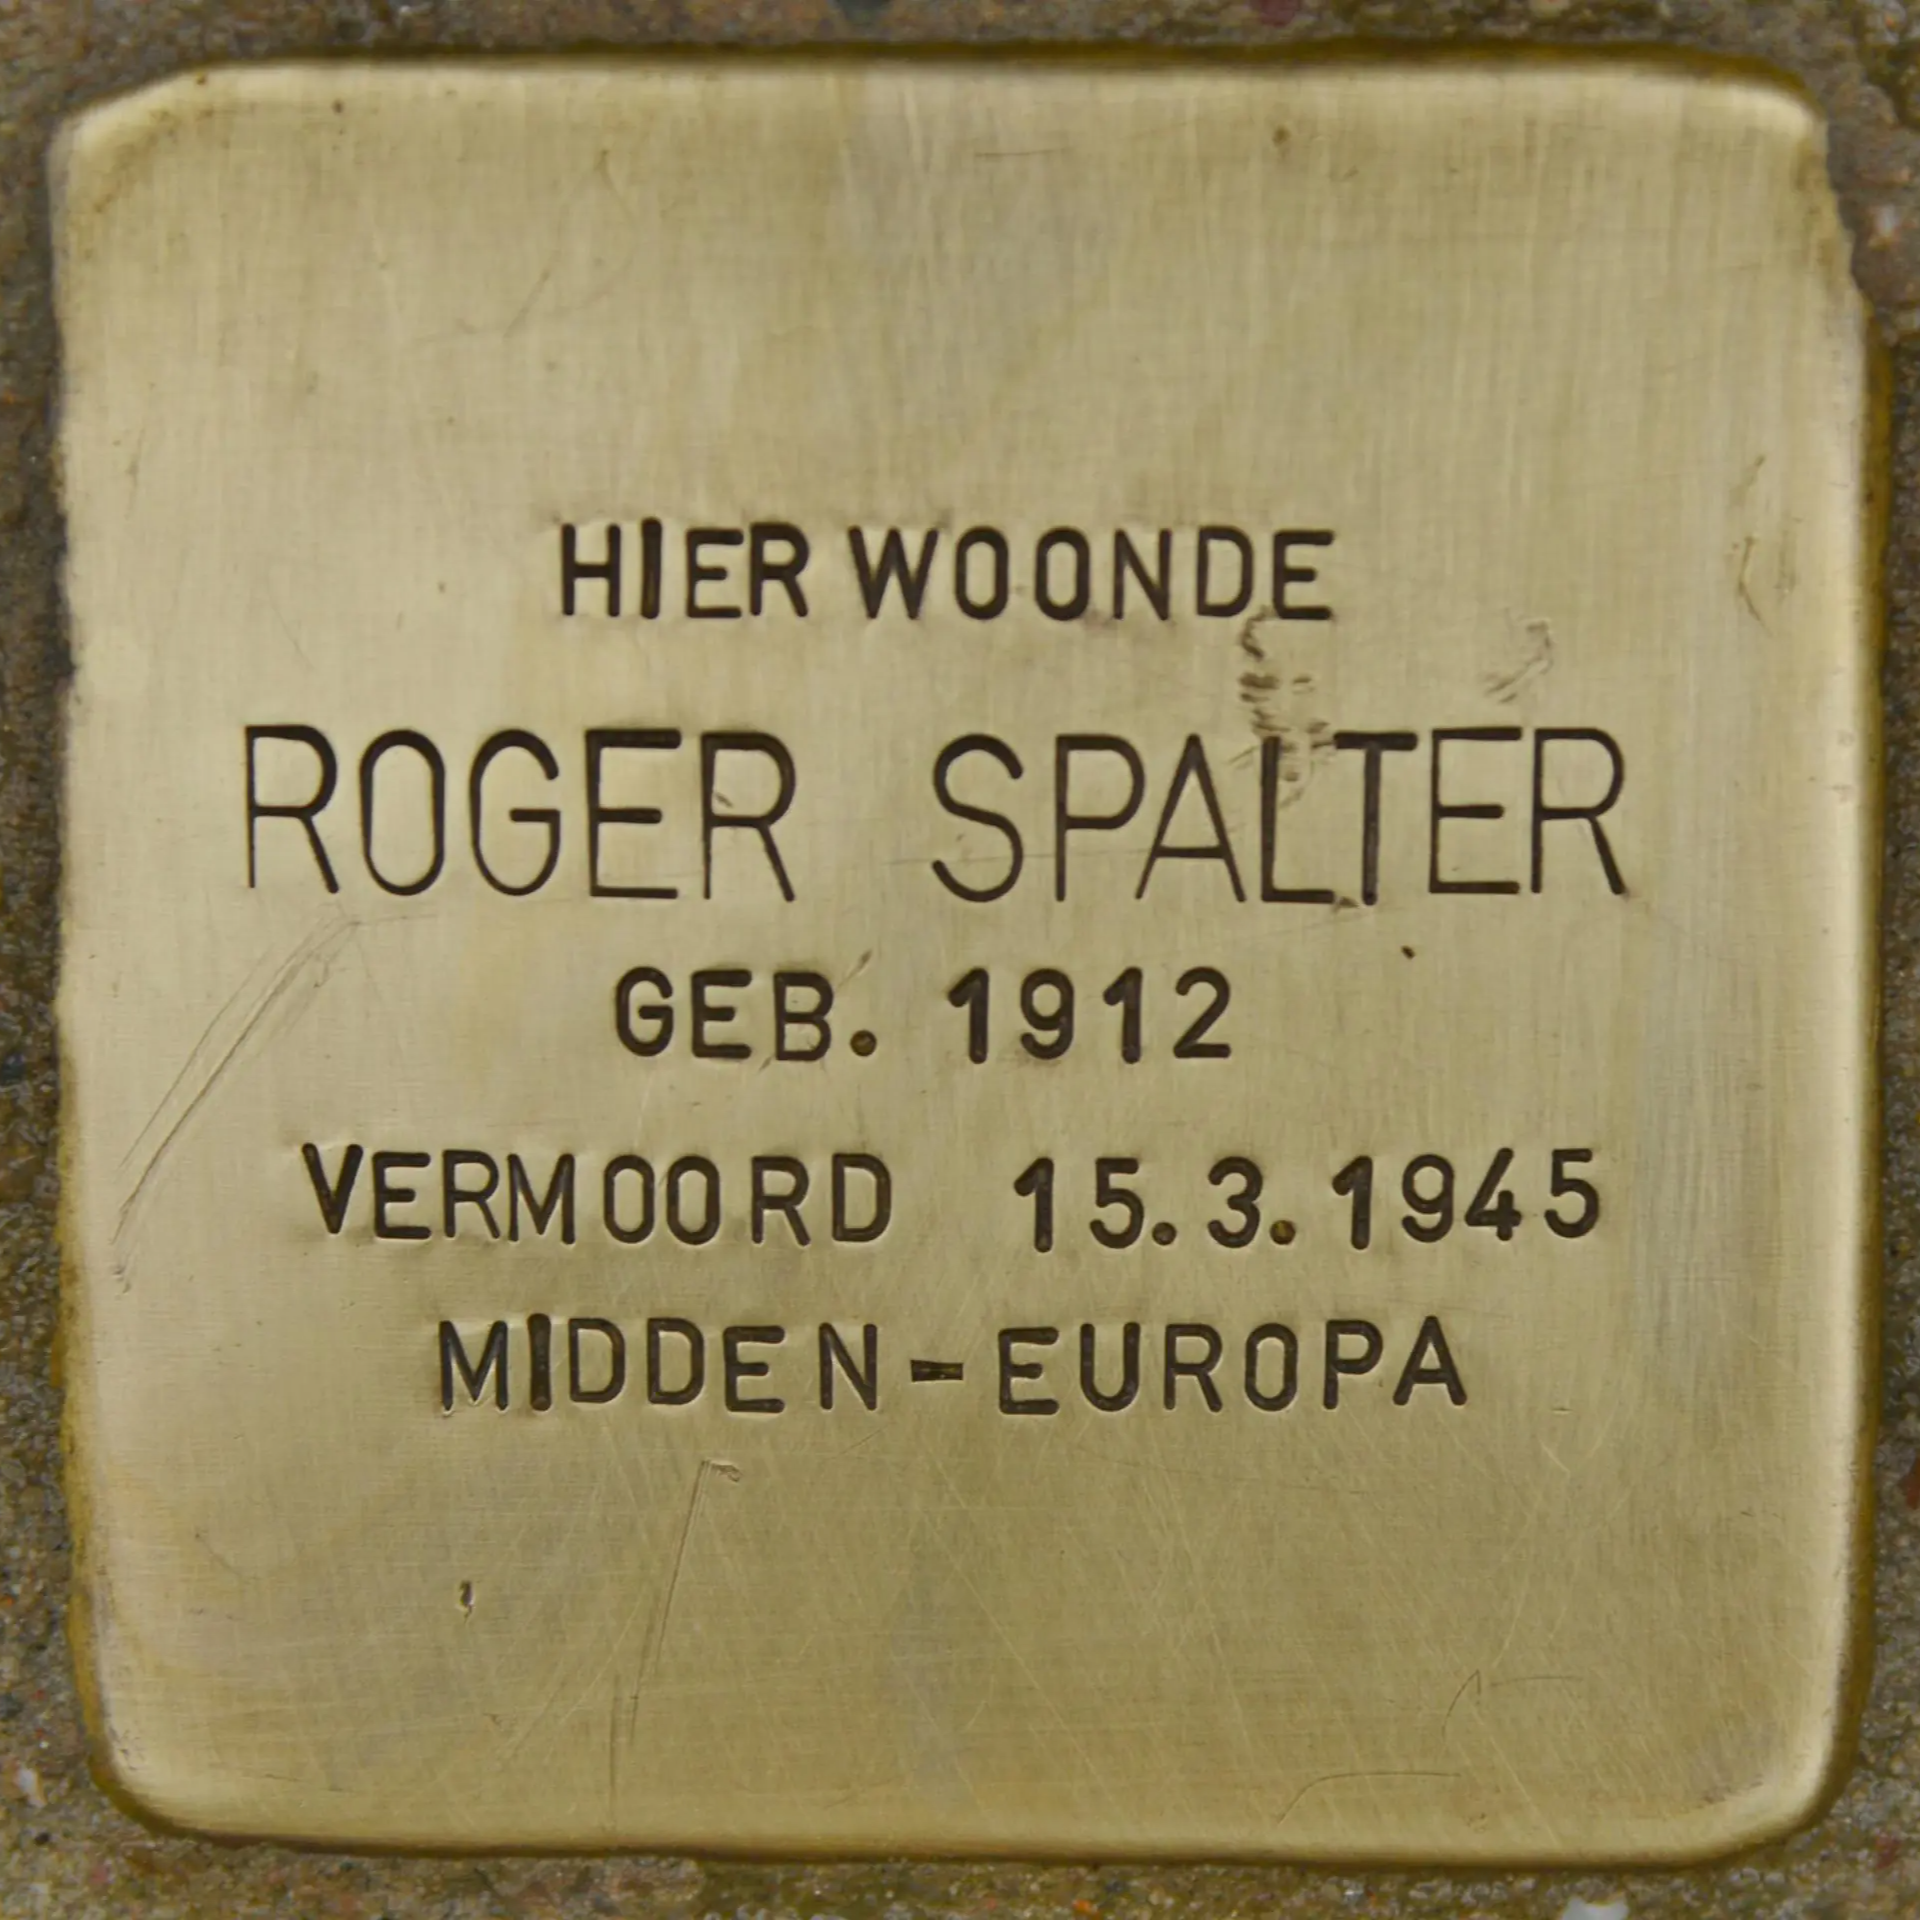 HIER WOONDE
ROGER SPALTER
GEB. 1912
VERMOORD 15.3.1945
MIDDEN-EUROPA